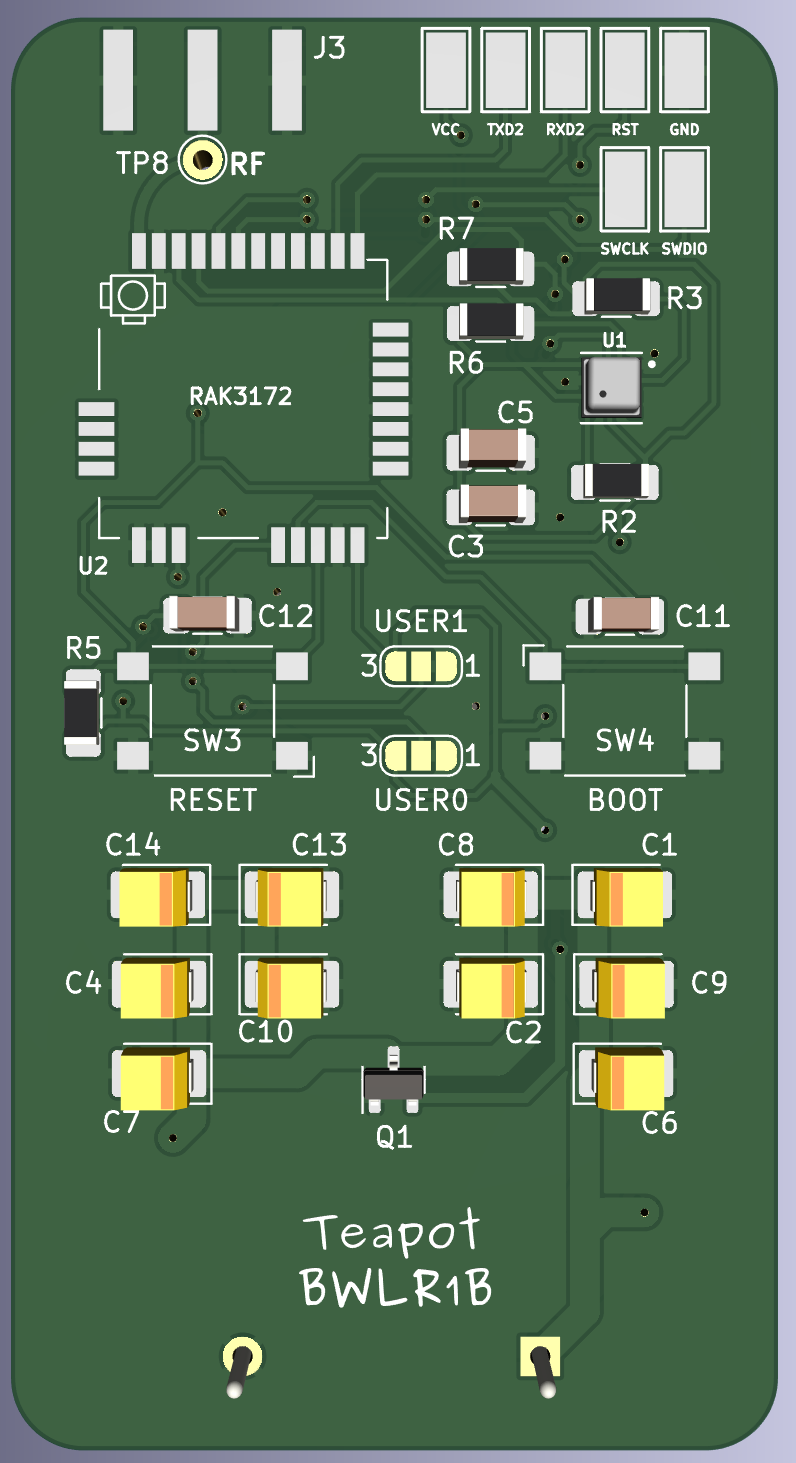 J3
VCC TXD2 RXD2 RST GND
TP8 RF
SWCLK SWDIO
R7
R3
U1
R6
RAK3172
C5
R2
C3
U2
C12
USER1
C11
R5
3 1
SW3
3 1
SW4
RESET
USER0
BOOT
C14
C13
C8
C1
C4
C9
C10
C2
C7
C6
Q1
Teapot
BWLR1B